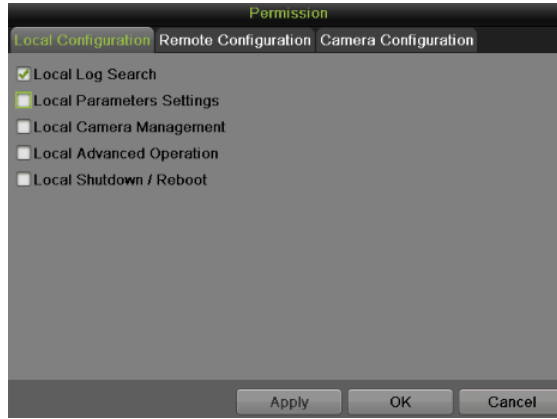 Permission
Local Configuration Remote Configuration Camera Configuration
Local Log Search
Local Parameters Settings
Local Camera Management
Local Advanced Operation
Local Shutdown / Reboot
Apply OK Cancel